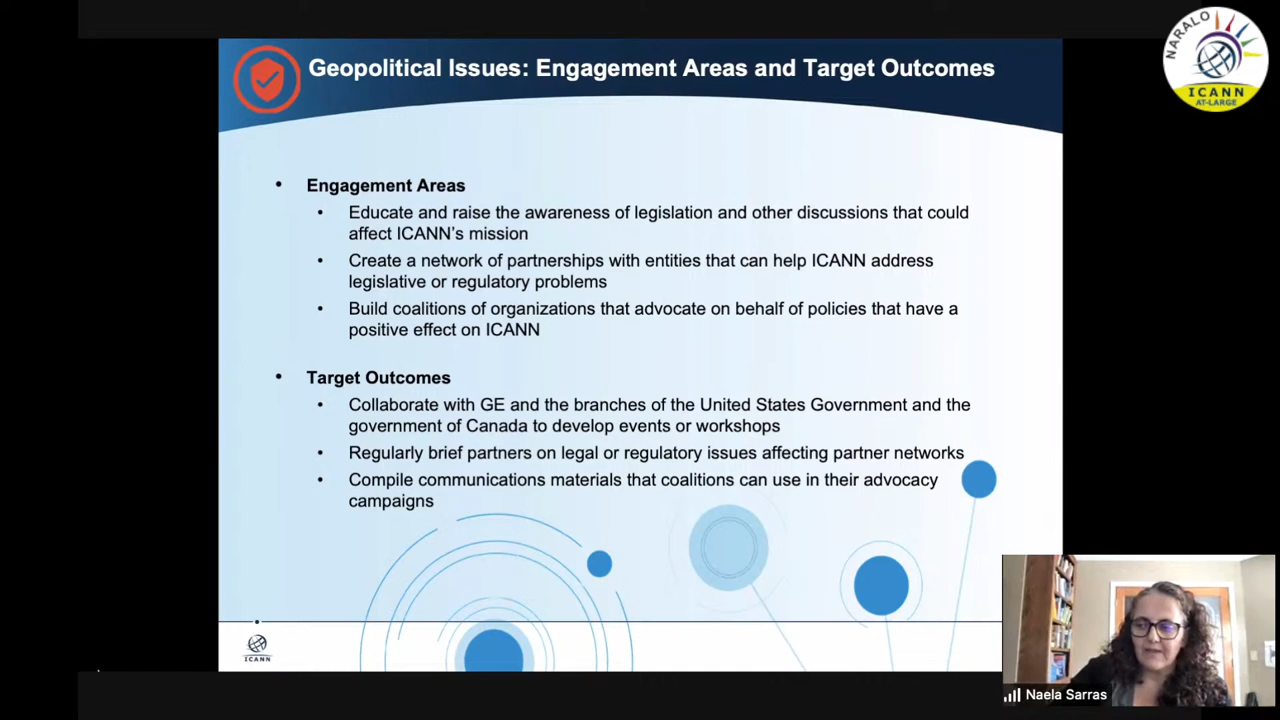 Geopolitical Issues: Engagement Areas and Target Outcomes
NARALO
ICANN
AT-LARGE
• Engagement Areas
• Educate and raise the awareness of legislation and other discussions that could
affect ICANN's mission
• Create a network of partnerships with entities that can help ICANN address
legislative or regulatory problems
• Build coalitions of organizations that advocate on behalf of policies that have a
positive effect on ICANN
• Target Outcomes
• Collaborate with GE and the branches of the United States Government and the
government of Canada to develop events or workshops
• Regularly brief partners on legal or regulatory issues affecting partner networks
• Compile communications materials that coalitions can use in their advocacy
campaigns
ICANN
Naela Sarras